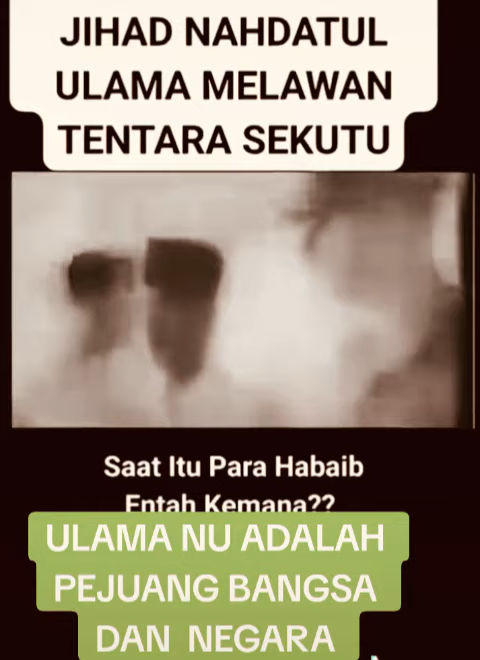 JIHAD NAHDATUL
ULAMA MELAWAN
TENTARA SEKUTU
Saat Itu Para Habaib
Entah Kemana??
ULAMA NU ADALAH
PEJUANG BANGSA
DAN NEGARA